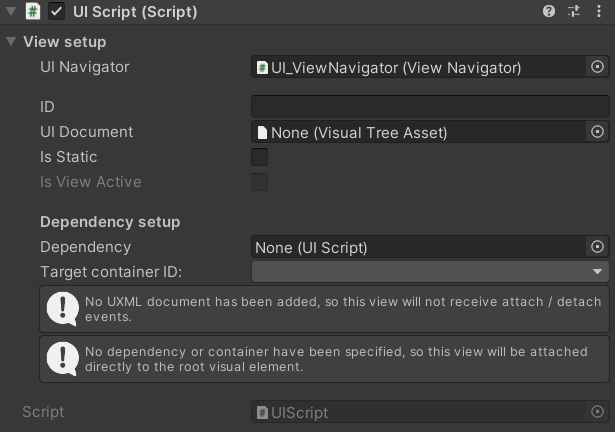 UI Script (Script)
View setup
UI Navigator UI_ViewNavigator (View Navigator)
ID
UI Document None (Visual Tree Asset)
Is Static
Is View Active
Dependency setup
Dependency None (UI Script)
Target container ID:
No UXML document has been added, so this view will not receive attach / detach
events.
No dependency or container have been specified, so this view will be attached
directly to the root visual element.
Script UIScript